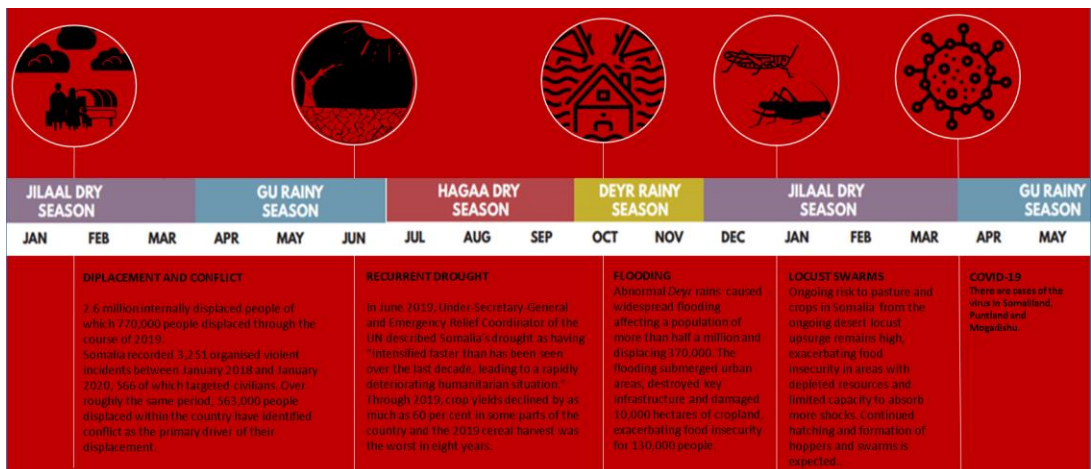 JILAAL DRY
SEASON
GU RAINY
SEASON
HAGAA DRY
SEASON
DEYR RAINY
SEASON
JILAAL DRY
SEASON
GU RAINY
SEASON
JAN FEB MAR APR MAY JUN JUL AUG SEP OCT NOV DEC JAN FEB MAR APR MAY
DIPLACEMENT AND CONFLICT
2.6 million internally displaced people of
which 770,000 people displaced through the
course of 2019.
Somalia recorded 3,251 organised violent
incidents between January 2018 and January
2020, 566 of which targeted civilians. Over
roughly the same period, 563,000 people
displaced within the country have identified
conflict as the primary driver of their
displacement.
RECURRENT DROUGHT
In June 2019, Under-Secretary-General
and Emergency Relief Coordinator of the
UN described Somalia's drought as having
"intensified faster than has been seen
over the last decade, leading to a rapidly
deteriorating humanitarian situation."
Through 2019, crop yields declined by as
much as 60 per cent in some parts of the
country and the 2019 cereal harvest was
the worst in eight years.
FLOODING
Abnormal Deyr rains caused
widespread flooding
affecting a population of
more than half a million and
displacing 370,000. The
flooding submerged urban
areas, destroyed key
infrastructure and damaged
10,000 hectares of cropland,
exacerbating food insecurity
for 130,000 people.
LOCUST SWARMS
Ongoing risk to pasture and
crops in Somalia from the
ongoing desert locust
upsurge remains high,
exacerbating food
insecurity in areas with
depleted resources and
limited capacity to absorb
more shocks. Continued
hatching and formation of
hoppers and swarms is
expected..
COVID-19
There are cases of the
virus in Somaliland,
Puntland and
Mogadishu.